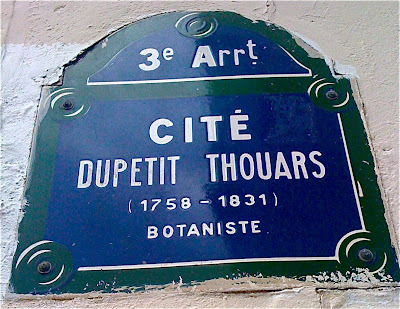 3e Arrt.
CITÉ
DUPETIT THOUARS
(1758 - 1831)
BOTANISTE